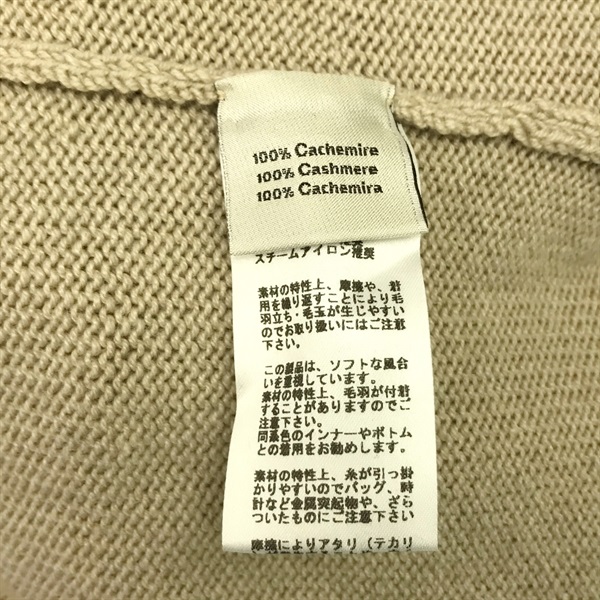 100% Cachemire
100% Cashmere
100% Cachemira
スチームアイロン推奨
素材の特性上、摩擦や、着
用を繰り返すことにより毛
羽立ち・毛玉が生じやすい
のでお取り扱いにはご注意
下さい。
この製品は、ソフトな風合
いを重視しています。
素材の特性上、毛羽が付着
することがありますのでご
注意下さい。
同系色のインナーやボトム
との着用をお勧めします。
素材の特性上、糸が引っ掛
かりやすいのでバッグ、時
計など金属突起物や、ざら
ついたものにご注意下さい
摩擦によりアタリ（テカリ